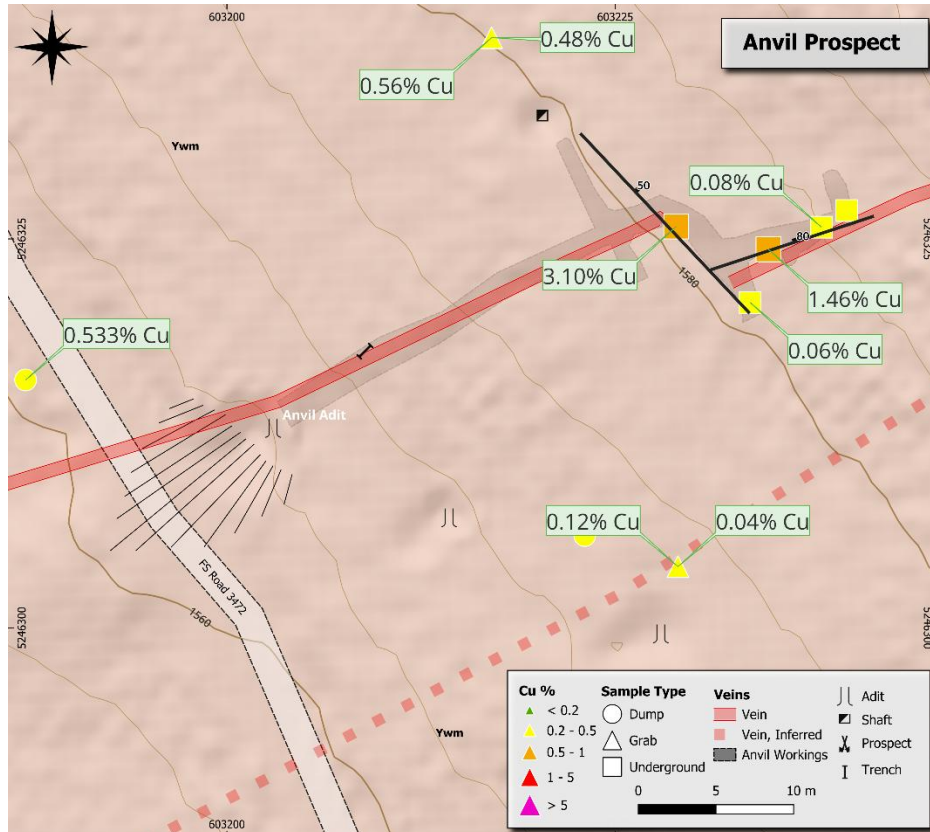 603200
603225
Anvil Prospect
0.48% Cu
0.56% Cu
Ywm
50
0.08% Cu
5246325
5246325
80
3.10% Cu
1580
1.46% Cu
0.06% Cu
0.533% Cu
Anvil Adit
0.12% Cu
0.04% Cu
FS Road 3472
1560
5246300
5246300
Ywm
603200
Cu %
< 0.2
0.2 - 0.5
0.5 - 1
1 - 5
> 5
Sample Type
Dump
Grab
Underground
Veins
Vein
Vein, Inferred
Anvil Workings
Adit
Shaft
Prospect
Trench
0 5 10 m